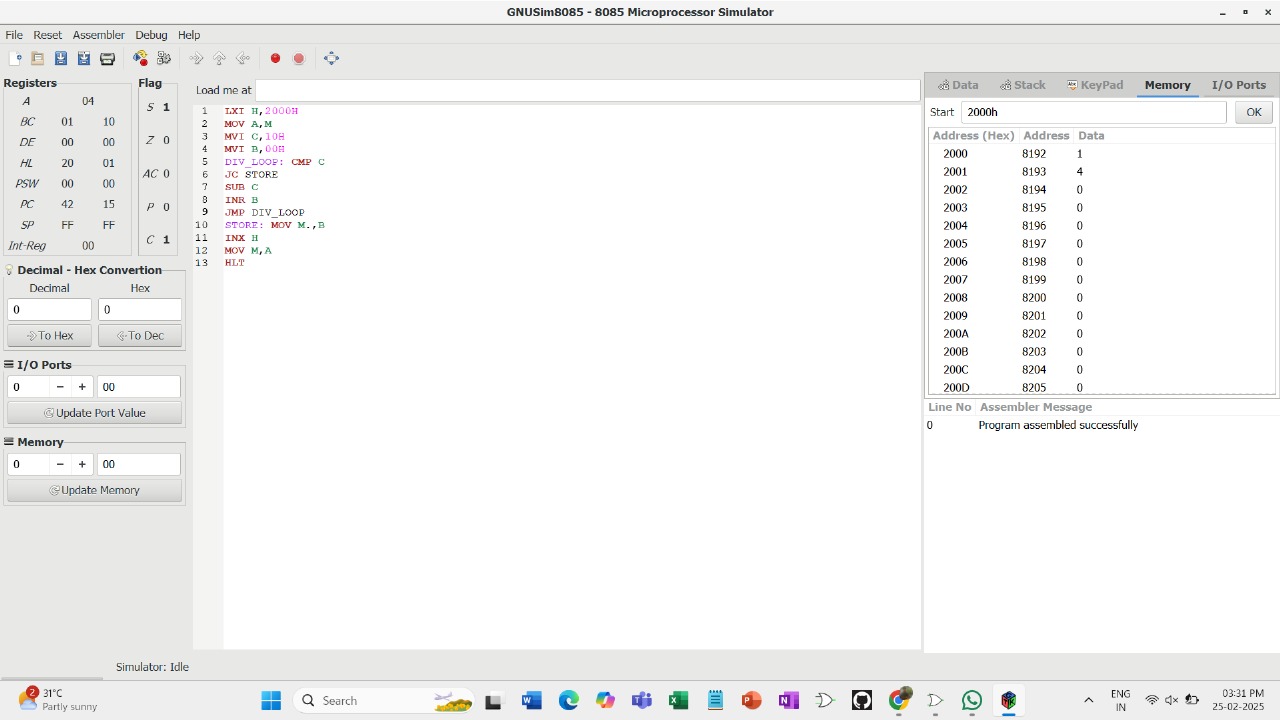 GNUSim8085 - 8085 Microprocessor Simulator
File Reset Assembler Debug Help
Registers Flag
A 04
BC 01 10
DE 00 00
HL 20 01
PSW 00 00
PC 42 15
SP FF FF
Int-Reg 00
S 1
Z 0
AC 0
P 0
C 1
Decimal - Hex Convertion
Decimal Hex
0 0
To Hex To Dec
I/O Ports
0 − + 00
Update Port Value
Memory
0 − + 00
Update Memory
Simulator: Idle
Load me at
1 LXI H,2000H
2 MOV A,M
3 MVI C,10H
4 MVI B,00H
5 DIV_LOOP: CMP C
6 JC STORE
7 SUB C
8 INR B
9 JMP DIV_LOOP
10 STORE: MOV M.,B
11 INX H
12 MOV M,A
13 HLT
Data Stack KeyPad Memory I/O Ports
Start 2000h OK
Address (Hex) Address Data
2000 8192 1
2001 8193 4
2002 8194 0
2003 8195 0
2004 8196 0
2005 8197 0
2006 8198 0
2007 8199 0
2008 8200 0
2009 8201 0
200A 8202 0
200B 8203 0
200C 8204 0
200D 8205 0
Line No Assembler Message
0 Program assembled successfully
2 31°C
Partly sunny
Search
ENG
IN
03:31 PM
25-02-2025